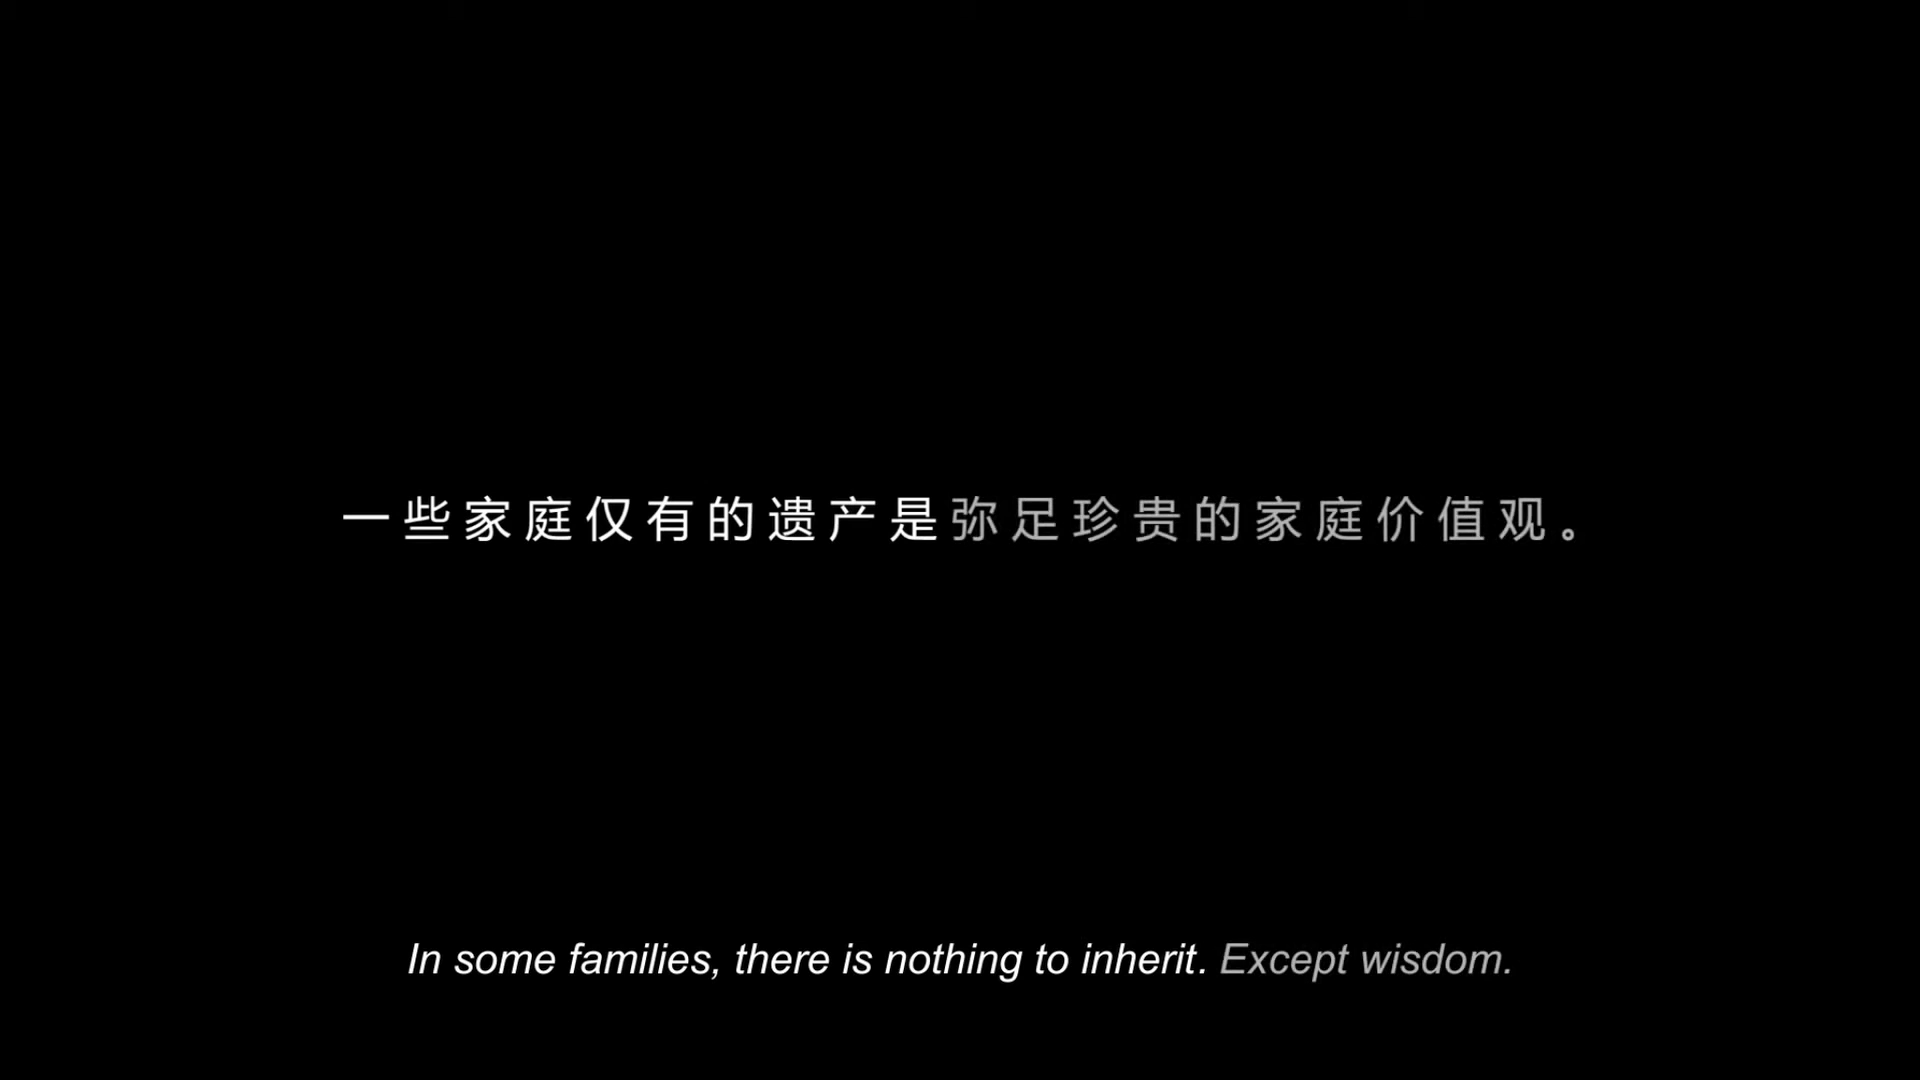 一些家庭仅有的遗产是弥足珍贵的家庭价值观。
In some families, there is nothing to inherit. Except wisdom.